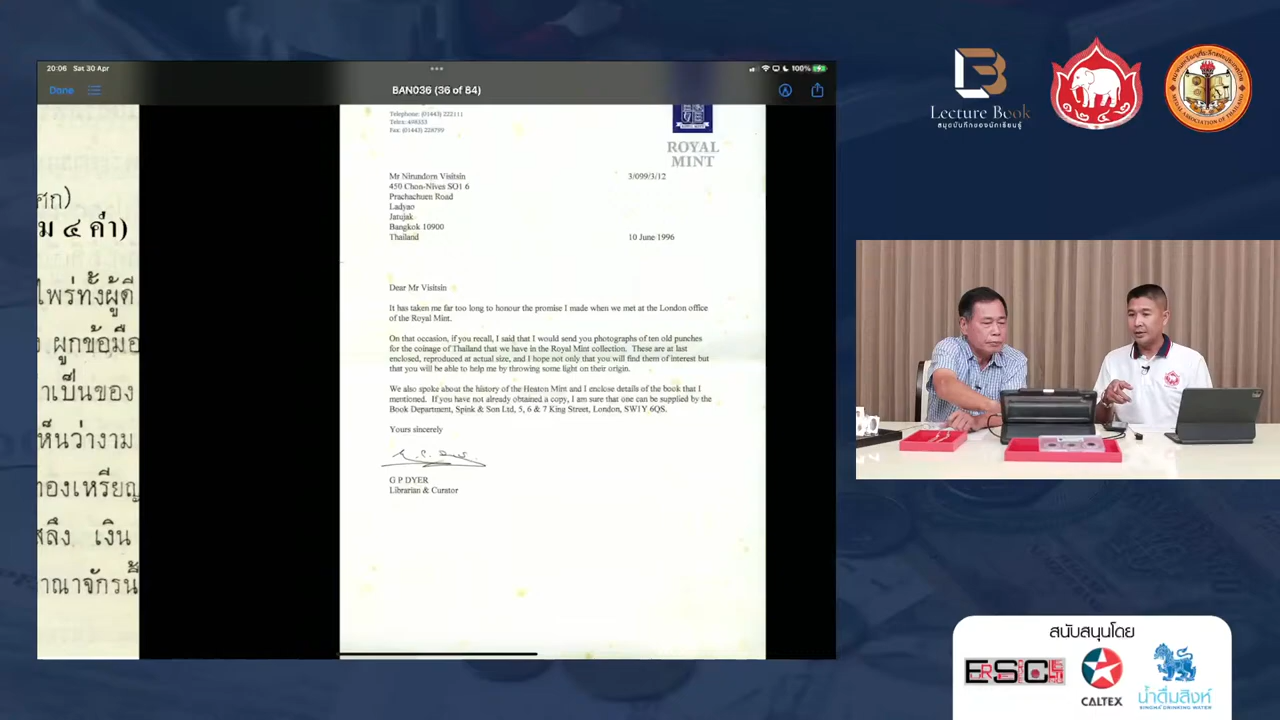 20:06 Sat 30 Apr
100%
Done
BAN036 (36 of 84)
ศก)
ม ๔ ค่ำ)
ไพร่ทั้งผู้ดี
ผูกข้อมือ
าเป็นของ
เห็นว่างาม
ทองเหรียญ
สลึง เงิน
าณาจักรนี้
Telephone: (01443) 222111
Telex: 498353
Fax: (01443) 228799
ROYAL
MINT
Mr Nirundorn Visitsin
3/099/3/12
450 Chon-Nives SO1 6
Prachachuen Road
Ladyao
Jatujak
Bangkok 10900
Thailand
10 June 1996
Dear Mr Visitsin
It has taken me far too long to honour the promise I made when we met at the London office
of the Royal Mint.
On that occasion, if you recall, I said that I would send you photographs of ten old punches
for the coinage of Thailand that we have in the Royal Mint collection. These are at last
enclosed, reproduced at actual size, and I hope not only that you will find them of interest but
that you will be able to help me by throwing some light on their origin.
We also spoke about the history of the Heaton Mint and I enclose details of the book that I
mentioned. If you have not already obtained a copy, I am sure that one can be supplied by the
Book Department, Spink & Son Ltd, 5, 6 & 7 King Street, London, SW1Y 6QS.
Yours sincerely
G P DYER
Librarian & Curator
Lecture Book
สมุดบันทึกของนักเรียนรู้
สนับสนุนโดย
CALTEX
น้ำดื่มสิงห์
SINGHA DRINKING WATER